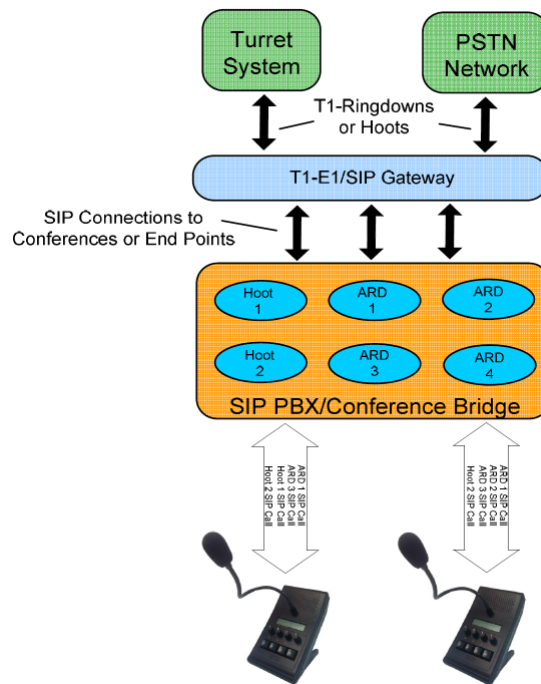 Turret
System
PSTN
Network
T1-Ringdowns
or Hoots
T1-E1/SIP Gateway
SIP Connections to
Conferences or End Points
Hoot
1
ARD
1
ARD
2
Hoot
2
ARD
3
ARD
4
SIP PBX/Conference Bridge
ARD 1 SIP Call
ARD 3 SIP Call
Hoot 1 SIP Call
Hoot 2 SIP Call
ARD 1 SIP Call
ARD 2 SIP Call
ARD 3 SIP Call
Hoot 2 SIP Call